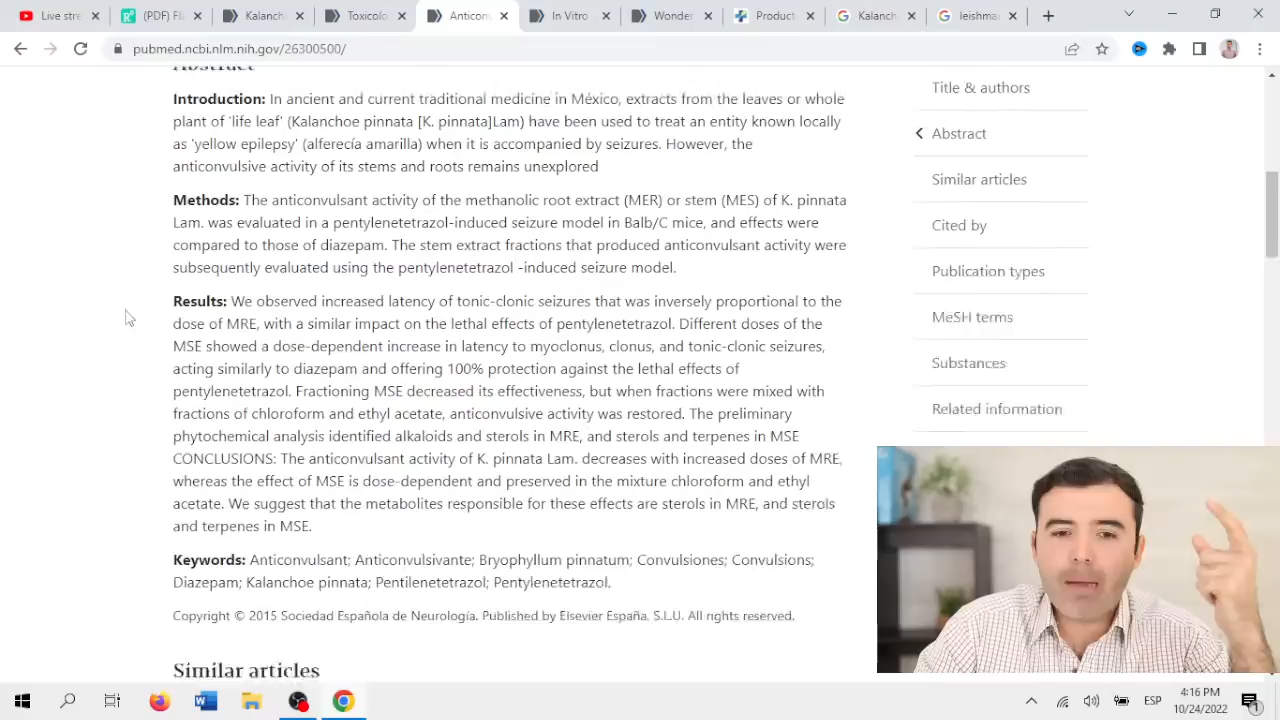 Live stre
(PDF) Fl
Kalanch
Toxicolo
Anticonv
In Vitro
Wonder
Product
Kalanch
leishma
pubmed.ncbi.nlm.nih.gov/26300500/
Abstract
Introduction: In ancient and current traditional medicine in México, extracts from the leaves or whole
plant of 'life leaf' (Kalanchoe pinnata [K. pinnata]Lam) have been used to treat an entity known locally
as 'yellow epilepsy' (alferecía amarilla) when it is accompanied by seizures. However, the
anticonvulsive activity of its stems and roots remains unexplored
Methods: The anticonvulsant activity of the methanolic root extract (MER) or stem (MES) of K. pinnata
Lam. was evaluated in a pentylenetetrazol-induced seizure model in Balb/C mice, and effects were
compared to those of diazepam. The stem extract fractions that produced anticonvulsant activity were
subsequently evaluated using the pentylenetetrazol -induced seizure model.
Results: We observed increased latency of tonic-clonic seizures that was inversely proportional to the
dose of MRE, with a similar impact on the lethal effects of pentylenetetrazol. Different doses of the
MSE showed a dose-dependent increase in latency to myoclonus, clonus, and tonic-clonic seizures,
acting similarly to diazepam and offering 100% protection against the lethal effects of
pentylenetetrazol. Fractioning MSE decreased its effectiveness, but when fractions were mixed with
fractions of chloroform and ethyl acetate, anticonvulsive activity was restored. The preliminary
phytochemical analysis identified alkaloids and sterols in MRE, and sterols and terpenes in MSE
CONCLUSIONS: The anticonvulsant activity of K. pinnata Lam. decreases with increased doses of MRE,
whereas the effect of MSE is dose-dependent and preserved in the mixture chloroform and ethyl
acetate. We suggest that the metabolites responsible for these effects are sterols in MRE, and sterols
and terpenes in MSE.
Keywords: Anticonvulsant; Anticonvulsivante; Bryophyllum pinnatum; Convulsiones; Convulsions;
Diazepam; Kalanchoe pinnata; Pentilenetetrazol; Pentylenetetrazol.
Copyright © 2015 Sociedad Española de Neurología. Published by Elsevier España, S.L.U. All rights reserved.
Similar articles
Title & authors
Abstract
Similar articles
Cited by
Publication types
MeSH terms
Substances
Related information
ESP
4:16 PM
10/24/2022
1